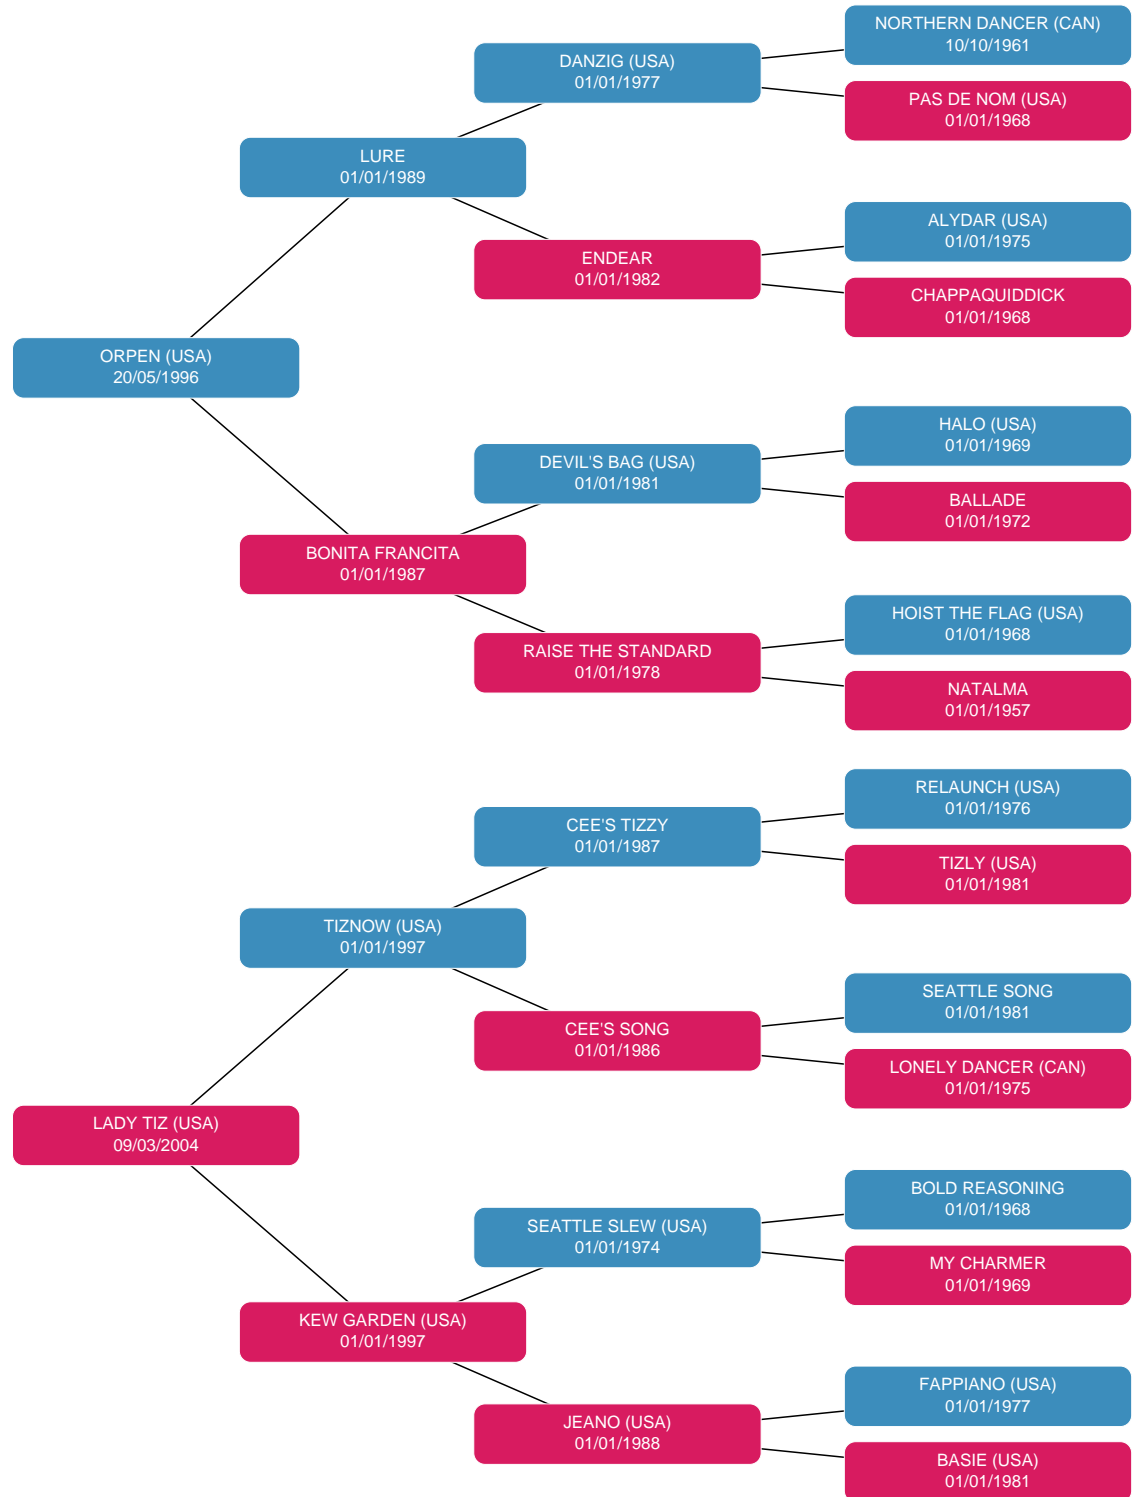 NORTHERN DANCER (CAN)
10/10/1961
DANZIG (USA)
01/01/1977
PAS DE NOM (USA)
01/01/1968
LURE
01/01/1989
ALYDAR (USA)
01/01/1975
ENDEAR
01/01/1982
CHAPPAQUIDDICK
01/01/1968
ORPEN (USA)
20/05/1996
HALO (USA)
01/01/1969
DEVIL'S BAG (USA)
01/01/1981
BALLADE
01/01/1972
BONITA FRANCITA
01/01/1987
HOIST THE FLAG (USA)
01/01/1968
RAISE THE STANDARD
01/01/1978
NATALMA
01/01/1957
RELAUNCH (USA)
01/01/1976
CEE'S TIZZY
01/01/1987
TIZLY (USA)
01/01/1981
TIZNOW (USA)
01/01/1997
SEATTLE SONG
01/01/1981
CEE'S SONG
01/01/1986
LONELY DANCER (CAN)
01/01/1975
LADY TIZ (USA)
09/03/2004
BOLD REASONING
01/01/1968
SEATTLE SLEW (USA)
01/01/1974
MY CHARMER
01/01/1969
KEW GARDEN (USA)
01/01/1997
FAPPIANO (USA)
01/01/1977
JEANO (USA)
01/01/1988
BASIE (USA)
01/01/1981